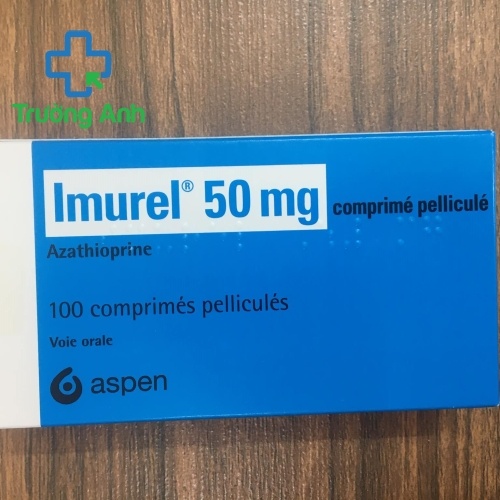 Trường Anh
Imurel® 50 mg comprimé pelliculé
Azathioprine
100 comprimés pelliculés
Voie orale
aspen